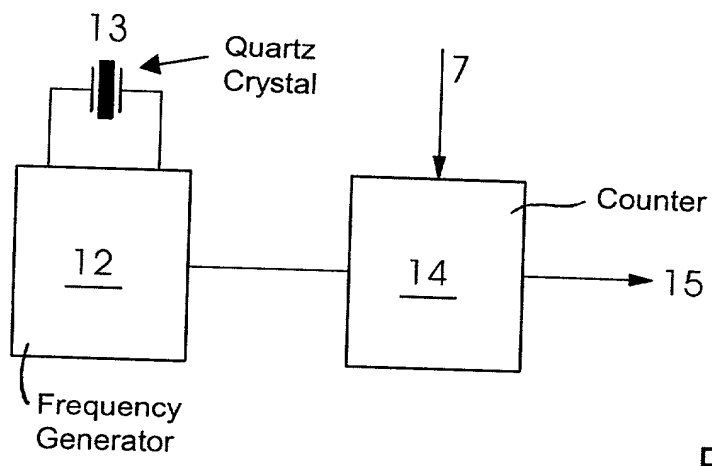 13
Quartz
Crystal
7
Counter
12
14
15
Frequency
Generator